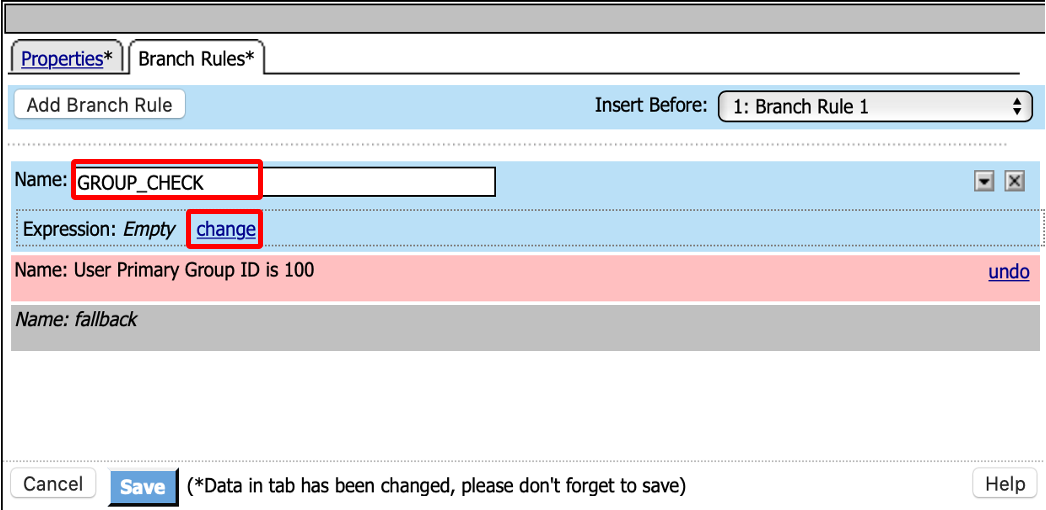 Properties* Branch Rules*
Add Branch Rule Insert Before: 1: Branch Rule 1
Name: GROUP_CHECK
Expression: Empty change
Name: User Primary Group ID is 100 undo
Name: fallback
Cancel Save (*Data in tab has been changed, please don't forget to save) Help